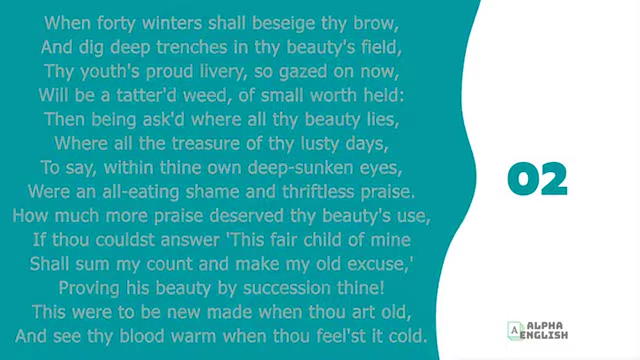 When forty winters shall beseige thy brow,
And dig deep trenches in thy beauty's field,
Thy youth's proud livery, so gazed on now,
Will be a tatter'd weed, of small worth held:
Then being ask'd where all thy beauty lies,
Where all the treasure of thy lusty days,
To say, within thine own deep-sunken eyes,
Were an all-eating shame and thriftless praise.
How much more praise deserved thy beauty's use,
If thou couldst answer 'This fair child of mine
Shall sum my count and make my old excuse,'
Proving his beauty by succession thine!
This were to be new made when thou art old,
And see thy blood warm when thou feel'st it cold.
02
A
ALPHA
ENGLISH